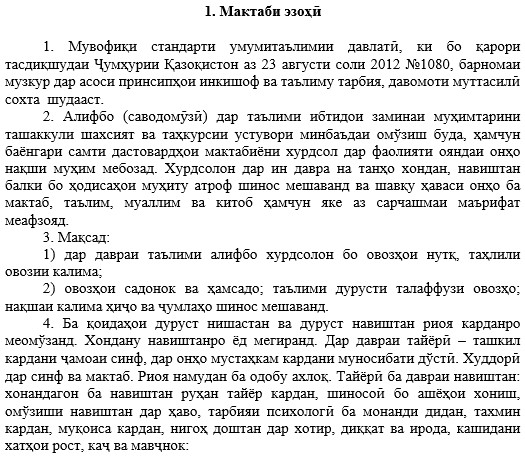 1. Мактаби эзоҳӣ
1. Мувофиқи стандарти умумитаълимии давлатӣ, ки бо қарори
тасдиқшудаи Ҷумҳурии Қазоқистон аз 23 августи соли 2012 №1080, барномаи
музкур дар асоси принсипҳои инкишоф ва таълиму тарбия, давомоти муттасилӣ
сохта шудааст.
2. Алифбо (саводомӯзӣ) дар таълими ибтидои заминаи муҳимтарини
ташаккули шахсият ва таҳкурсии устувори минбаъдаи омӯзиш буда, ҳамчун
баёнгари самти дастовардҳои мактабиёни хурдсол дар фаолияти ояндаи онҳо
нақши муҳим мебозад. Хурдсолон дар ин давра на танҳо хондан, навиштан
балки бо ҳодисаҳои муҳиту атроф шинос мешаванд ва шавқу ҳаваси онҳо ба
мактаб, таълим, муаллим ва китоб ҳамчун яке аз сарчашмаи маърифат
меафзояд.
3. Мақсад:
1) дар давраи таълими алифбо хурдсолон бо овозҳои нутқ, таҳлили
овозии калима;
2) овозҳои садонок ва ҳамсадо; таълими дурусти талаффузи овозҳо;
нақшаи калима ҳиҷо ва ҷумлаҳо шинос мешаванд.
4. Ба қоидаҳои дуруст нишастан ва дуруст навиштан риоя карданро
меомӯзанд. Хондану навиштанро ёд мегиранд. Дар давраи тайёрӣ – ташкил
кардани ҷамоаи синф, дар онҳо мустаҳкам кардани муносибати дӯстӣ. Худдорӣ
дар синф ва мактаб. Риоя намудан ба одобу ахлоқ. Тайёрӣ ба давраи навиштан:
хонандагон ба навиштан руҳан тайёр кардан, шиносоӣ бо ашёҳои хониш,
омӯзиши навиштан дар ҳаво, тарбияи психологӣ ба монанди дидан, тахмин
кардан, муқоиса кардан, нигоҳ доштан дар хотир, диққат ва ирода, кашидани
хатҳои рост, каҷ ва мавҷнок: